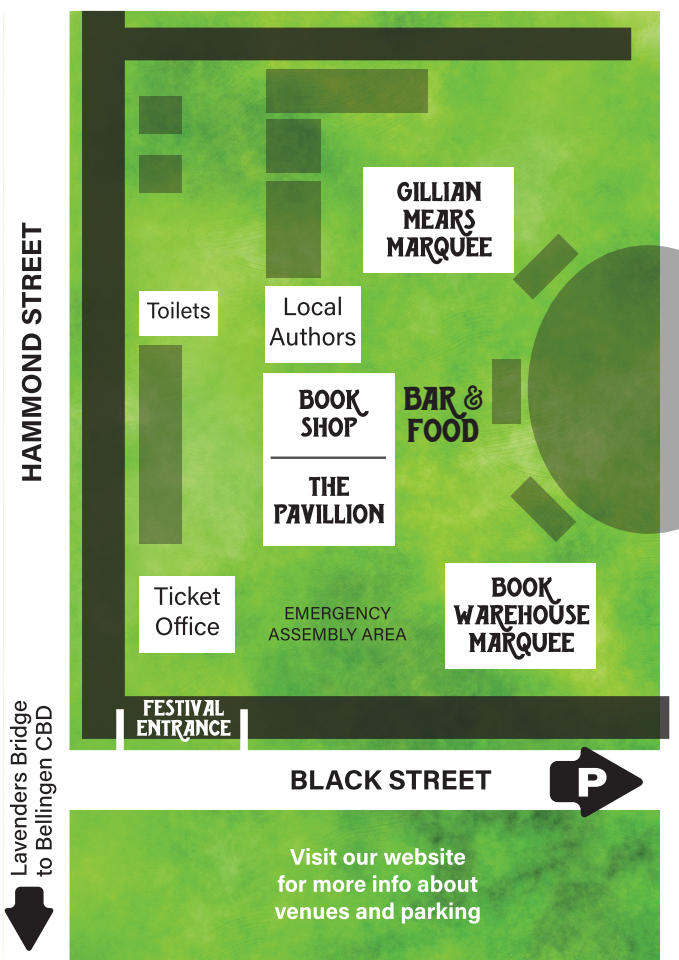 GILLIAN
MEARS
MARQUEE
HAMMOND STREET
Toilets
Local
Authors
BOOK
SHOP
BAR &
FOOD
THE
PAVILLION
Ticket
Office
EMERGENCY
ASSEMBLY AREA
BOOK
WAREHOUSE
MARQUEE
FESTIVAL
ENTRANCE
Lavenders Bridge
to Bellingen CBD
BLACK STREET
P
Visit our website
for more info about
venues and parking